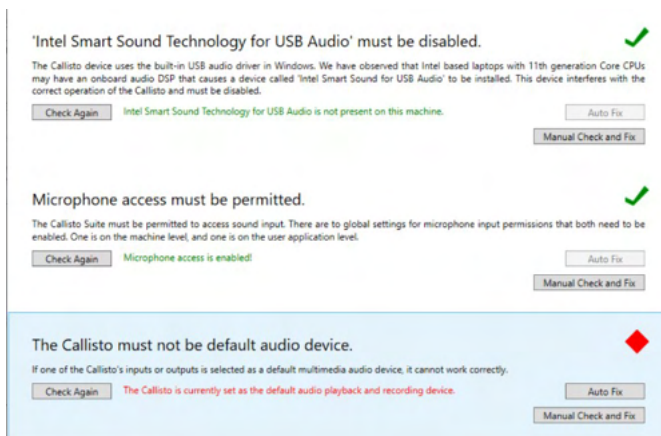 'Intel Smart Sound Technology for USB Audio' must be disabled.
The Callisto device uses the built-in USB audio driver in Windows. We have observed that Intel based laptops with 11th generation Core CPUs
may have an onboard audio DSP that causes a device called 'Intel Smart Sound for USB Audio' to be installed. This device interferes with the
correct operation of the Callisto and must be disabled.
Check Again
Intel Smart Sound Technology for USB Audio is not present on this machine.
Auto Fix
Manual Check and Fix
Microphone access must be permitted.
The Callisto Suite must be permitted to access sound input. There are to global settings for microphone input permissions that both need to be
enabled. One is on the machine level, and one is on the user application level.
Check Again
Microphone access is enabled!
Auto Fix
Manual Check and Fix
The Callisto must not be default audio device.
If one of the Callisto's inputs or outputs is selected as a default multimedia audio device, it cannot work correctly.
Check Again
The Callisto is currently set as the default audio playback and recording device.
Auto Fix
Manual Check and Fix